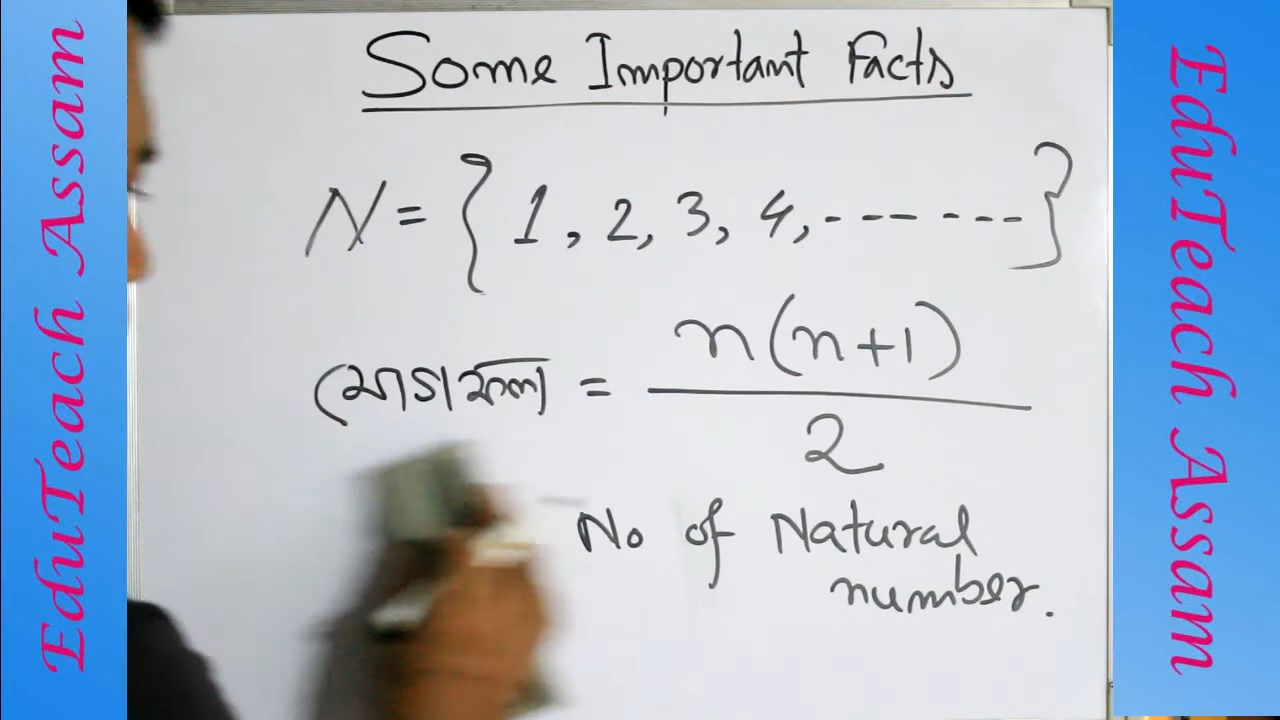 EduTeach Assam
Some Important Facts
N = { 1, 2, 3, 4, --- --- }
যোগফল = n(n+1)
2
No of Natural
number.
EduTeach Assam